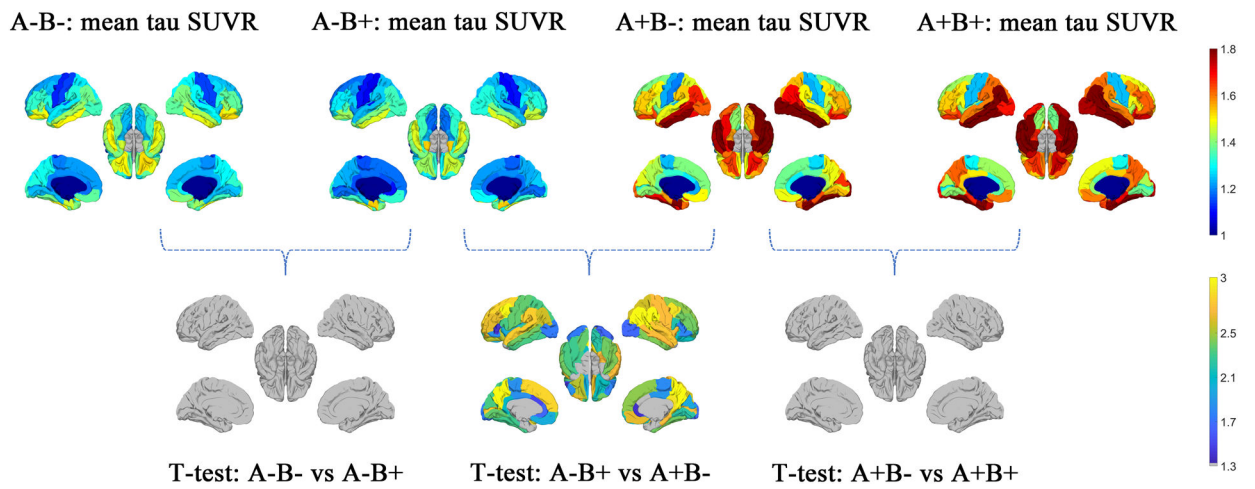 A-B-: mean tau SUVR
A-B+: mean tau SUVR
A+B-: mean tau SUVR
A+B+: mean tau SUVR
1.8
1.6
1.4
1.2
1
3
2.5
2.1
1.7
1.3
T-test: A-B- vs A-B+
T-test: A-B+ vs A+B-
T-test: A+B- vs A+B+